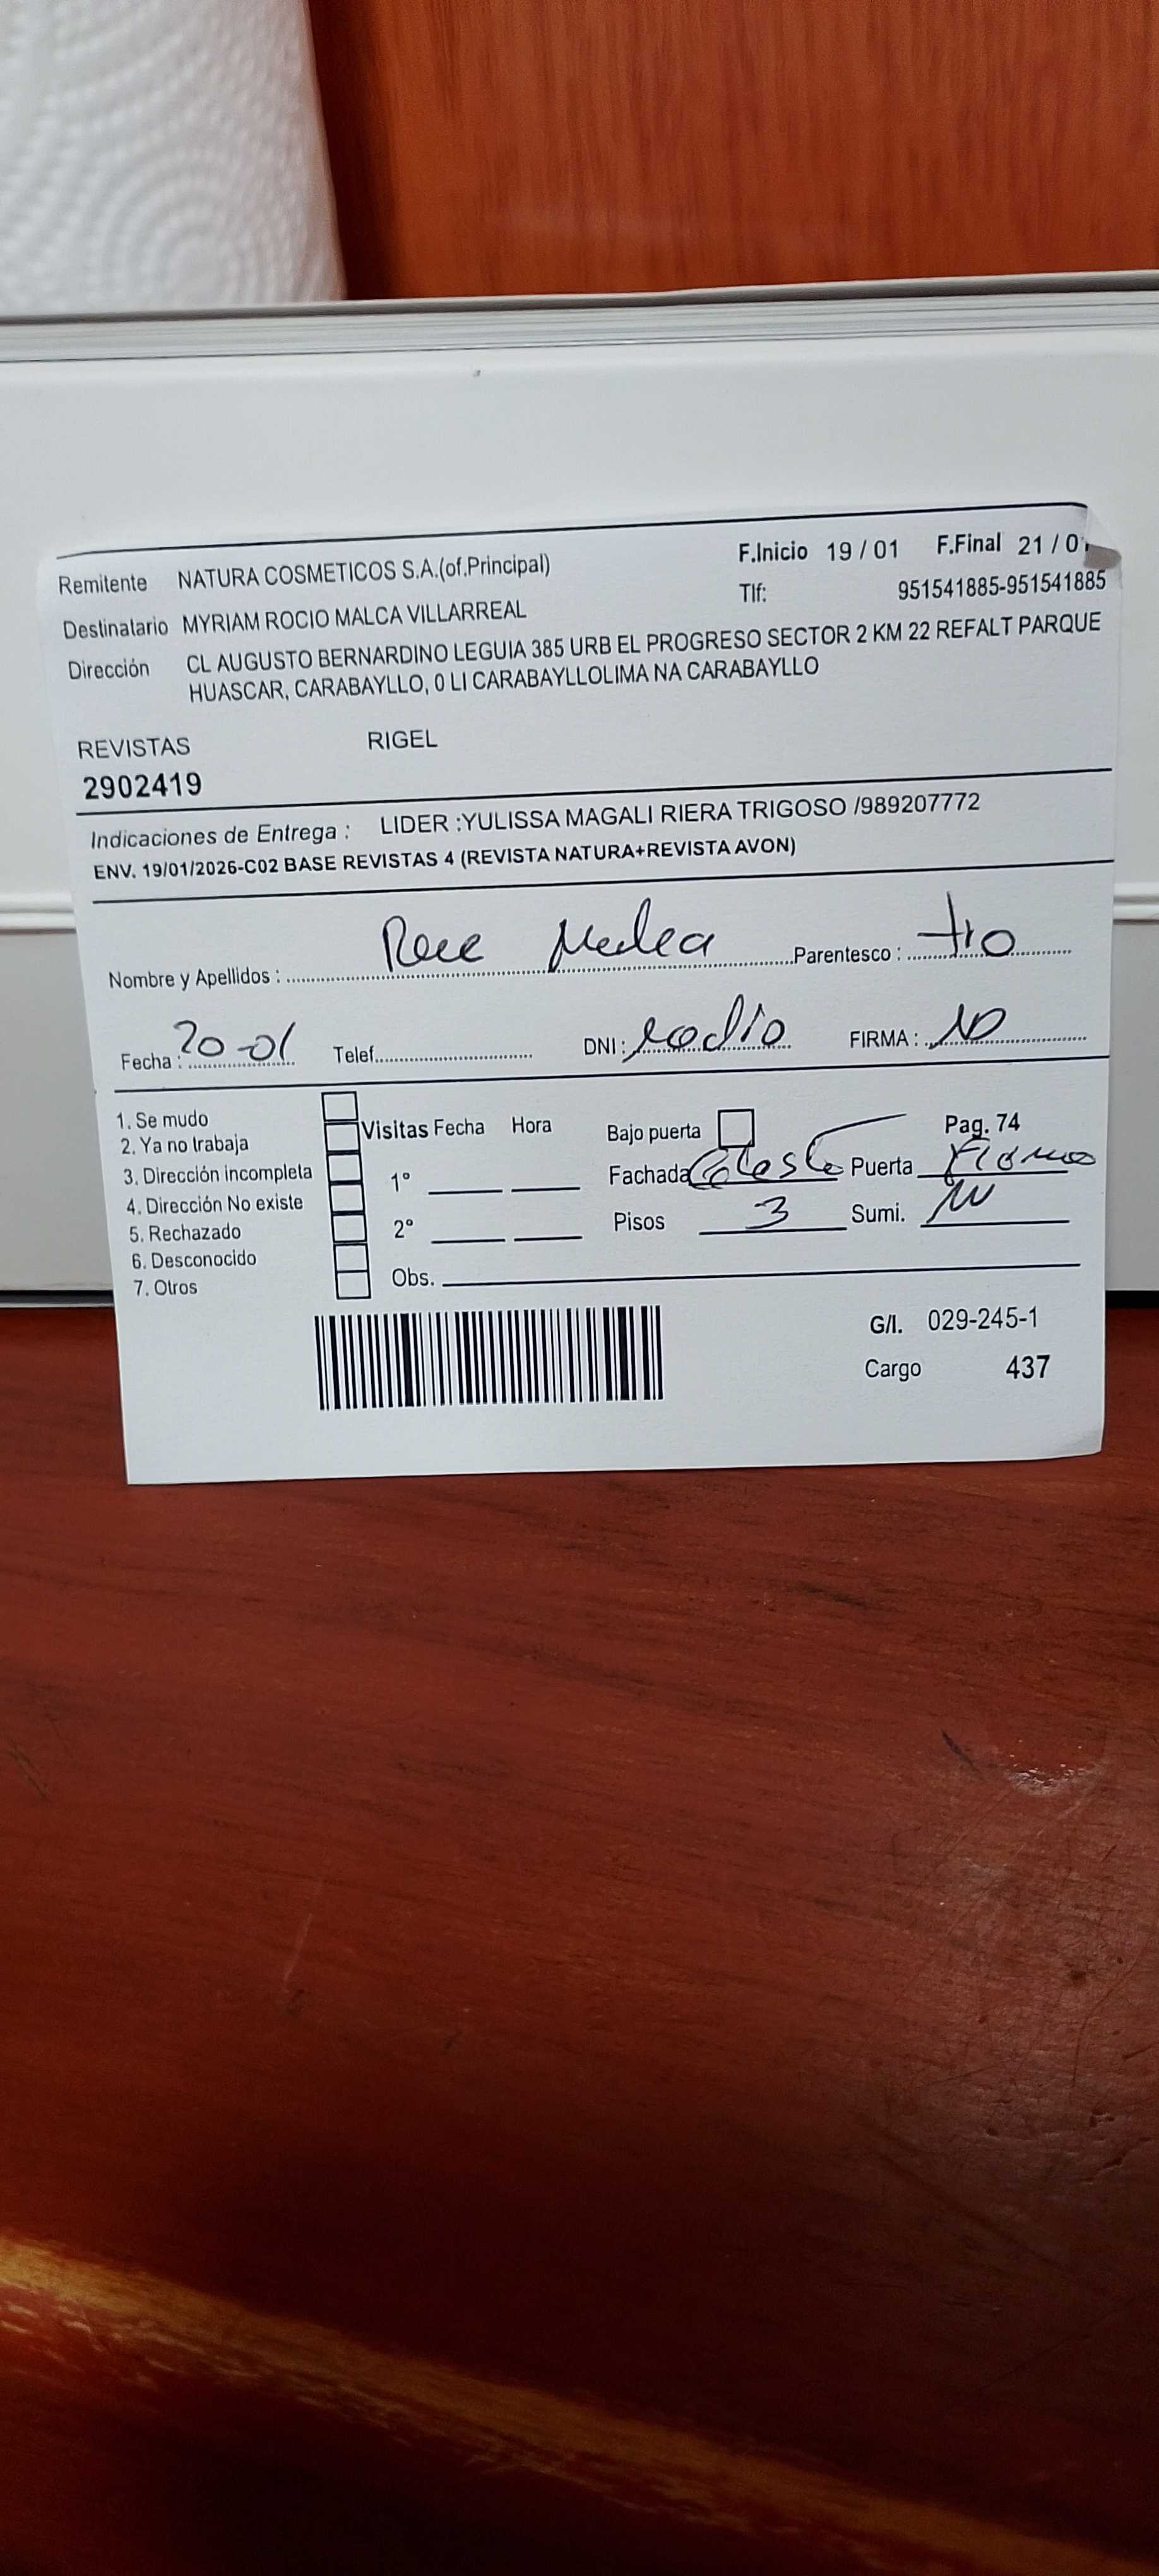 Remitente NATURA COSMETICOS S.A.(of.Principal) F.Inicio 19 / 01 F.Final 21 / 0
Tlf: 951541885-951541885
Destinatario MYRIAM ROCIO MALCA VILLARREAL
Dirección CL AUGUSTO BERNARDINO LEGUIA 385 URB EL PROGRESO SECTOR 2 KM 22 REFALT PARQUE
HUASCAR, CARABAYLLO, 0 LI CARABAYLLOLIMA NA CARABAYLLO
REVISTAS RIGEL
2902419
Indicaciones de Entrega : LIDER :YULISSA MAGALI RIERA TRIGOSO /989207772
ENV. 19/01/2026-C02 BASE REVISTAS 4 (REVISTA NATURA+REVISTA AVON)
Nombre y Apellidos : Parentesco : tio
Fecha : 20-01 Telef. DNI : FIRMA : NO
1. Se mudo
2. Ya no trabaja
3. Dirección incompleta
4. Dirección No existe
5. Rechazado
6. Desconocido
7. Otros
Visitas Fecha Hora
1°
2°
Obs.
Bajo puerta Pag. 74
Fachada Celeste Puerta
Pisos 3 Sumi.
G/I. 029-245-1
Cargo 437